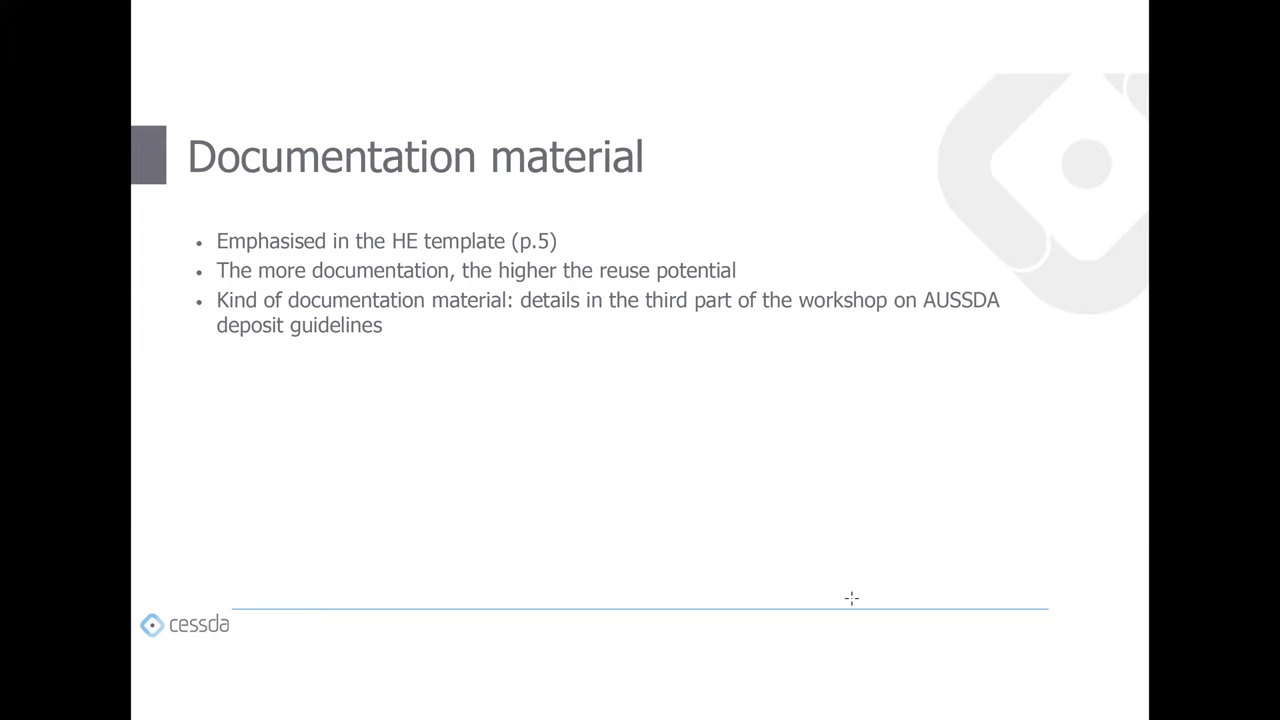 Documentation material
• Emphasised in the HE template (p.5)
• The more documentation, the higher the reuse potential
• Kind of documentation material: details in the third part of the workshop on AUSSDA
deposit guidelines
cessda